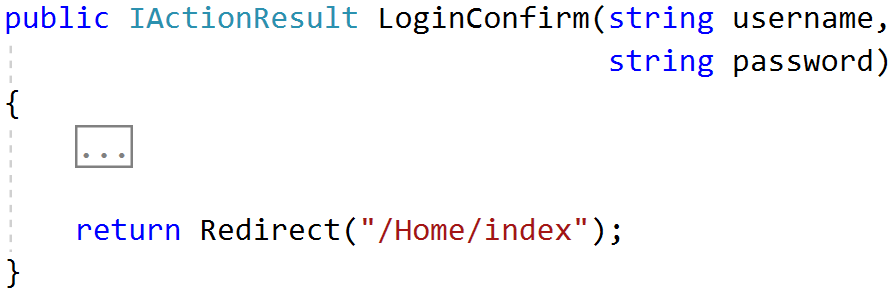 public IActionResult LoginConfirm(string username,
string password)
{
...
return Redirect("/Home/index");
}